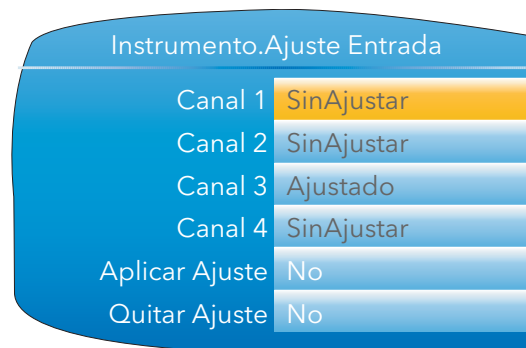 Instrumento.Ajuste Entrada
Canal 1 SinAjustar
Canal 2 SinAjustar
Canal 3 Ajustado
Canal 4 SinAjustar
Aplicar Ajuste No
Quitar Ajuste No